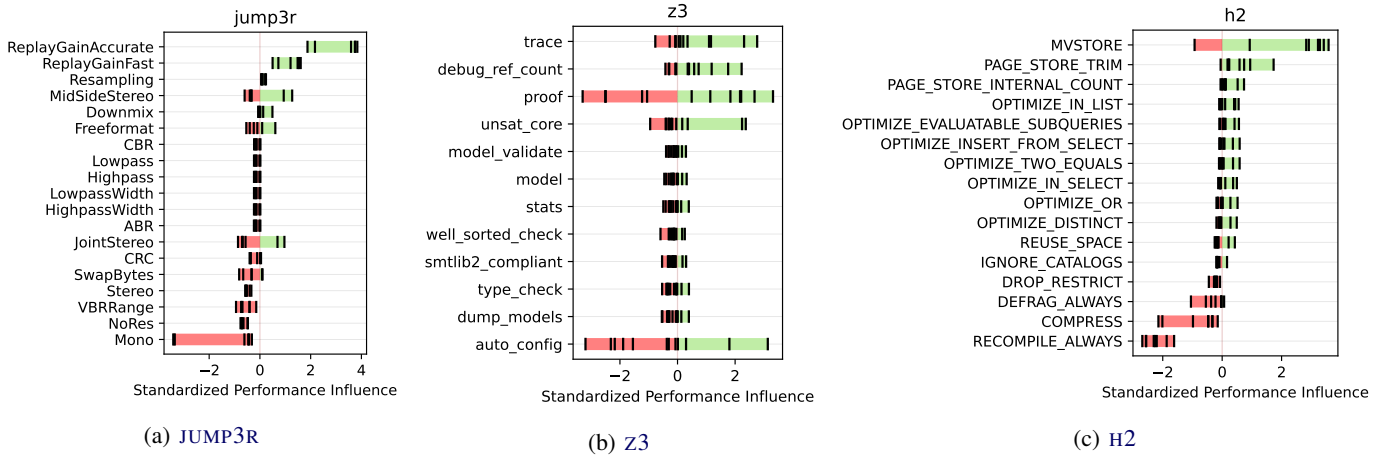 jump3r
ReplayGainAccurate
ReplayGainFast
Resampling
MidSideStereo
Downmix
Freeformat
CBR
Lowpass
Highpass
LowpassWidth
HighpassWidth
ABR
JointStereo
CRC
SwapBytes
Stereo
VBRRange
NoRes
Mono
−2 0 2 4
Standardized Performance Influence
(a) JUMP3R
z3
trace
debug_ref_count
proof
unsat_core
model_validate
model
stats
well_sorted_check
smtlib2_compliant
type_check
dump_models
auto_config
−2 0 2
Standardized Performance Influence
(b) Z3
h2
MVSTORE
PAGE_STORE_TRIM
PAGE_STORE_INTERNAL_COUNT
OPTIMIZE_IN_LIST
OPTIMIZE_EVALUATABLE_SUBQUERIES
OPTIMIZE_INSERT_FROM_SELECT
OPTIMIZE_TWO_EQUALS
OPTIMIZE_IN_SELECT
OPTIMIZE_OR
OPTIMIZE_DISTINCT
REUSE_SPACE
IGNORE_CATALOGS
DROP_RESTRICT
DEFRAG_ALWAYS
COMPRESS
RECOMPILE_ALWAYS
−2 0 2
Standardized Performance Influence
(c) H2